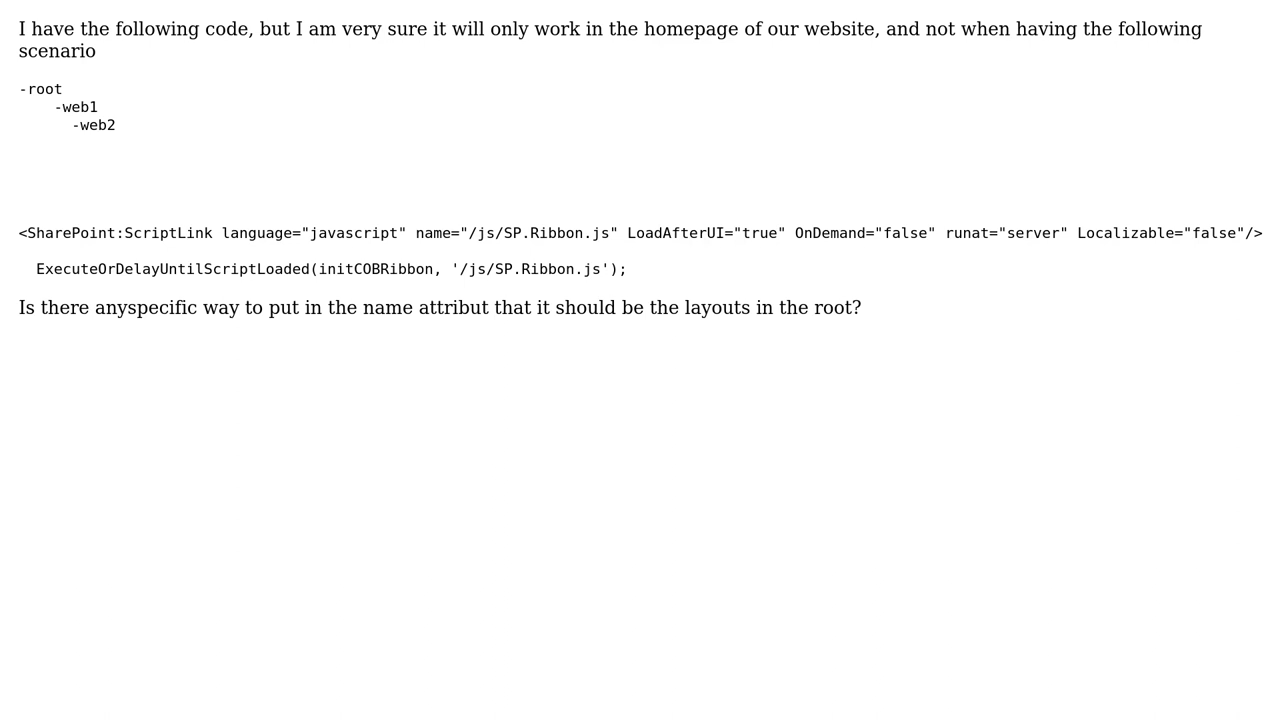 I have the following code, but I am very sure it will only work in the homepage of our website, and not when having the following
scenario
-root
    -web1
      -web2
<SharePoint:ScriptLink language="javascript" name="/js/SP.Ribbon.js" LoadAfterUI="true" OnDemand="false" runat="server" Localizable="false"/>
  ExecuteOrDelayUntilScriptLoaded(initCOBRibbon, '/js/SP.Ribbon.js');
Is there anyspecific way to put in the name attribut that it should be the layouts in the root?